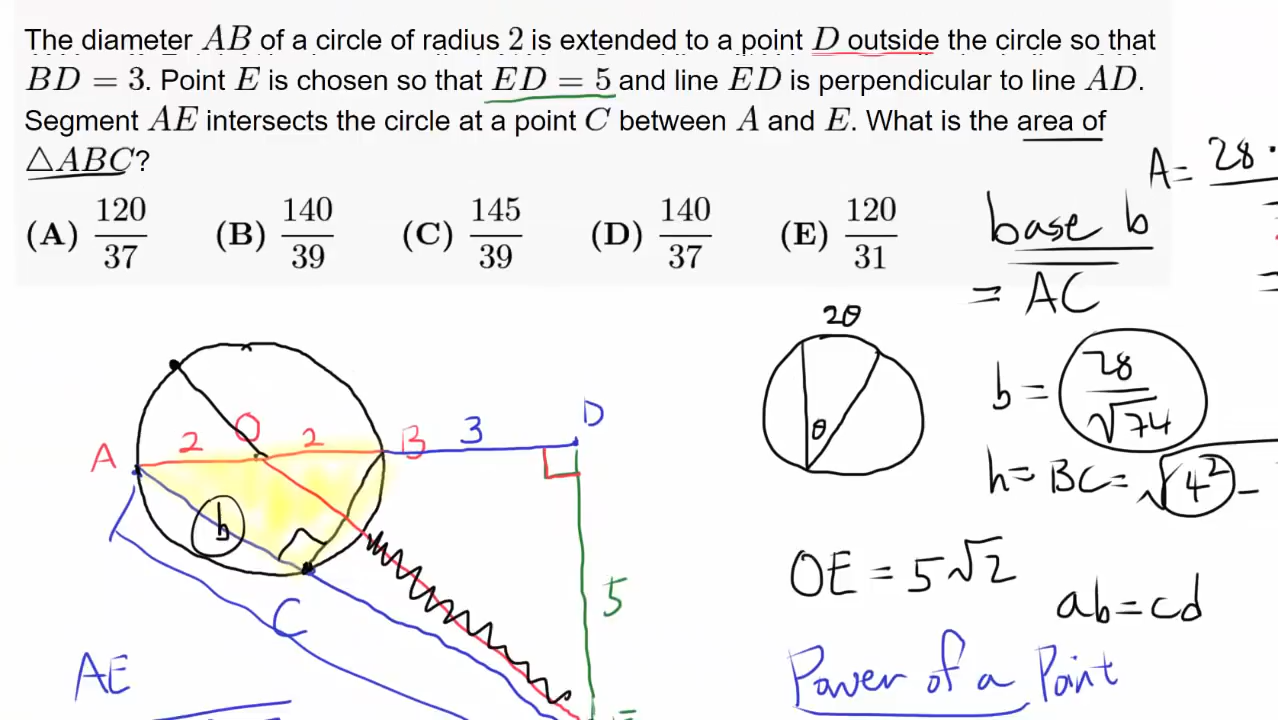 The diameter AB of a circle of radius 2 is extended to a point D outside the circle so that
BD = 3. Point E is chosen so that ED = 5 and line ED is perpendicular to line AD.
Segment AE intersects the circle at a point C between A and E. What is the area of
△ABC?
(A) 120/37 (B) 140/39 (C) 145/39 (D) 140/37 (E) 120/31
A = 28 ·
base b
= AC
2θ
b = 28/√74
θ
h = BC = √4² -
A 2 O 2 B 3 D
b
C
5
OE = 5√2
ab = cd
AE
Power of a Point